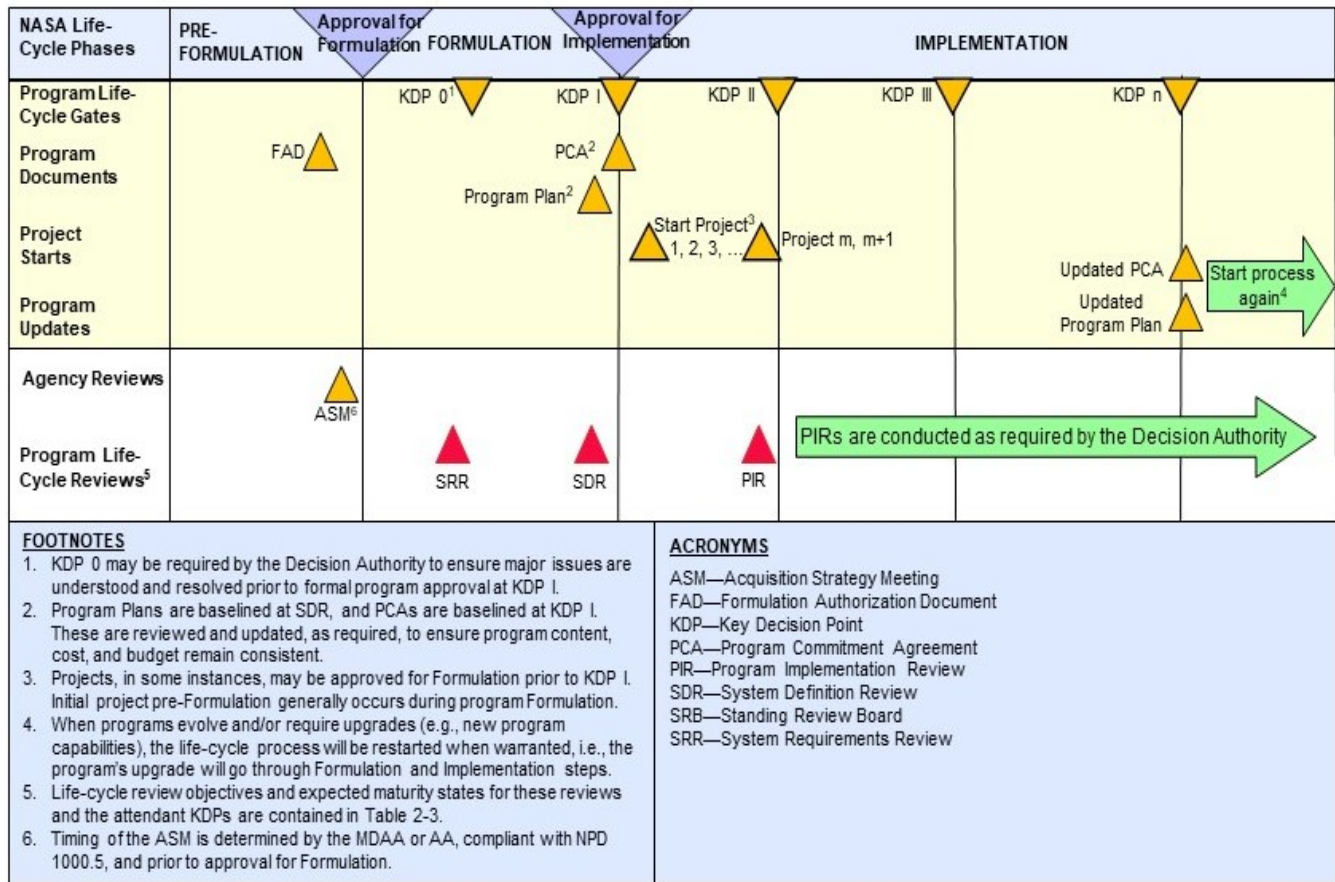 NASA Life-
Cycle Phases
PRE-
FORMULATION
Approval for
Formulation
FORMULATION
Approval for
Implementation
IMPLEMENTATION
Program Life-
Cycle Gates
KDP 0¹
KDP I
KDP II
KDP III
KDP n
Program
Documents
FAD
PCA²
Program Plan²
Project
Starts
Start Project³
1, 2, 3, ...
Project m, m+1
Program
Updates
Updated PCA
Updated
Program Plan
Start process
again⁴
Agency Reviews
ASM⁶
Program Life-
Cycle Reviews⁵
SRR
SDR
PIR
PIRs are conducted as required by the Decision Authority
FOOTNOTES
1. KDP 0 may be required by the Decision Authority to ensure major issues are
understood and resolved prior to formal program approval at KDP I.
2. Program Plans are baselined at SDR, and PCAs are baselined at KDP I.
These are reviewed and updated, as required, to ensure program content,
cost, and budget remain consistent.
3. Projects, in some instances, may be approved for Formulation prior to KDP I.
Initial project pre-Formulation generally occurs during program Formulation.
4. When programs evolve and/or require upgrades (e.g., new program
capabilities), the life-cycle process will be restarted when warranted, i.e., the
program's upgrade will go through Formulation and Implementation steps.
5. Life-cycle review objectives and expected maturity states for these reviews
and the attendant KDPs are contained in Table 2-3.
6. Timing of the ASM is determined by the MDAA or AA, compliant with NPD
1000.5, and prior to approval for Formulation.
ACRONYMS
ASM—Acquisition Strategy Meeting
FAD—Formulation Authorization Document
KDP—Key Decision Point
PCA—Program Commitment Agreement
PIR—Program Implementation Review
SDR—System Definition Review
SRB—Standing Review Board
SRR—System Requirements Review